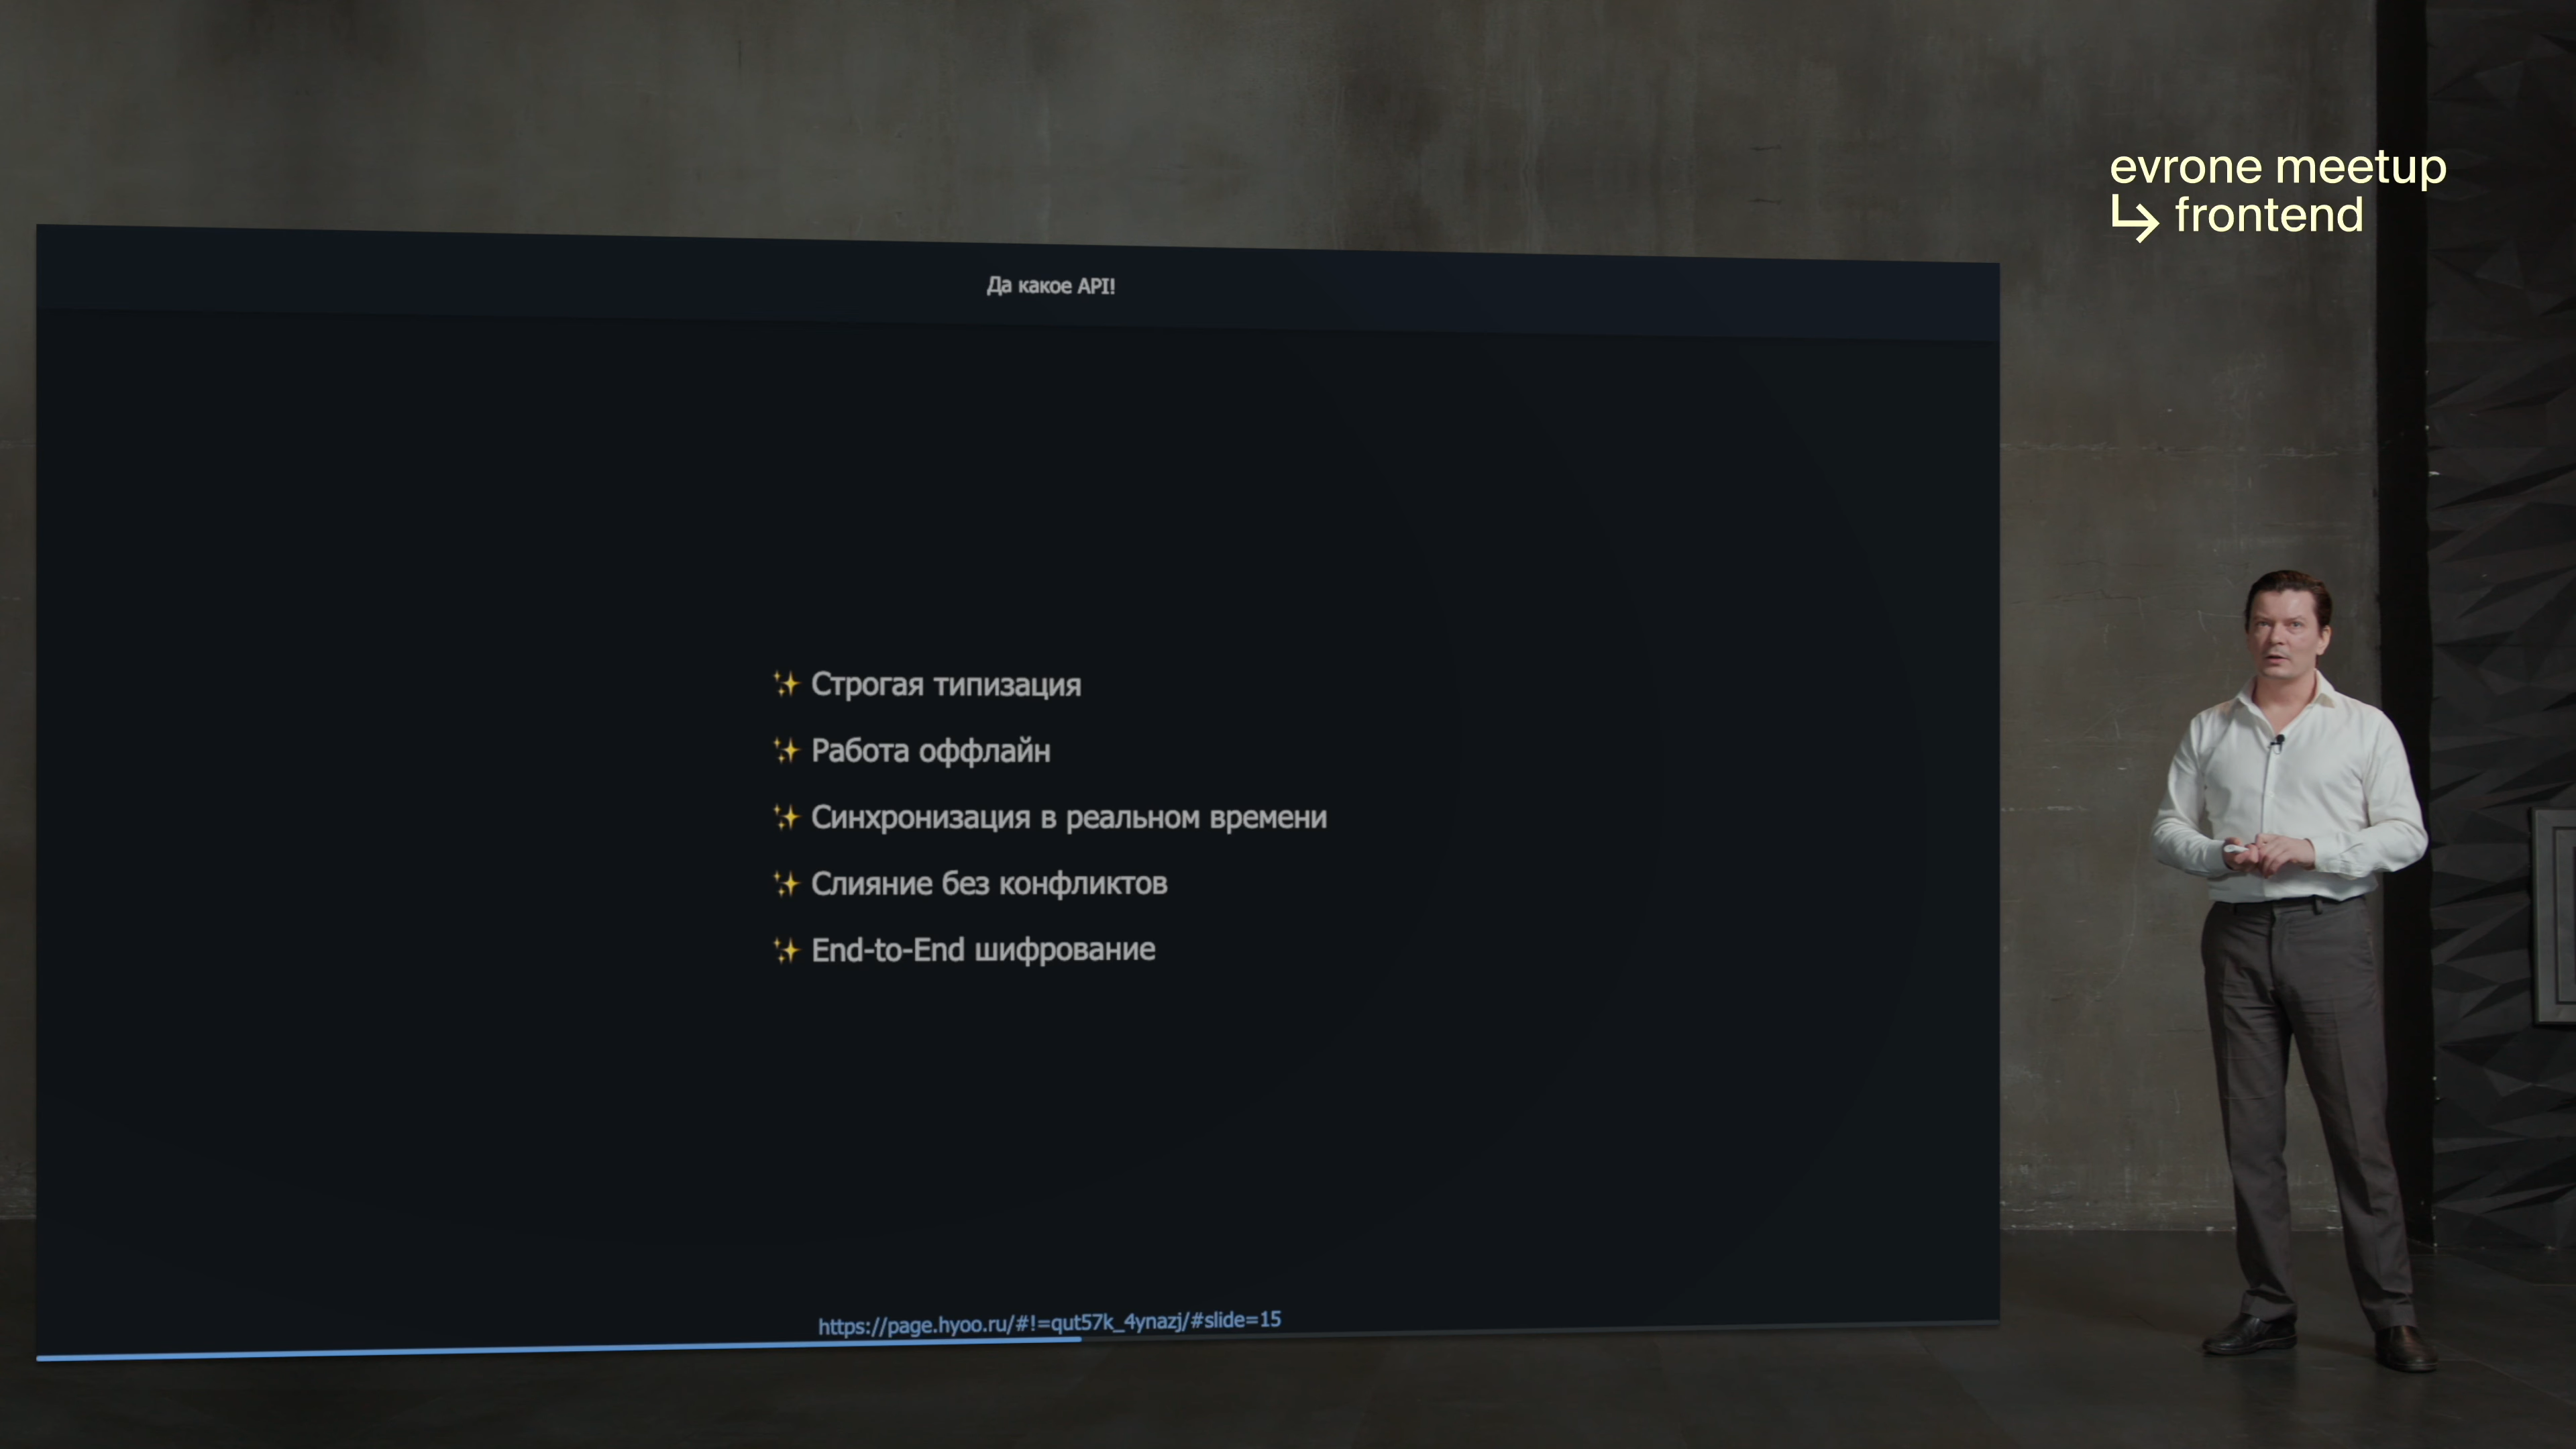 evrone meetup
↳ frontend
Да какое API!
✨ Строгая типизация
✨ Работа оффлайн
✨ Синхронизация в реальном времени
✨ Слияние без конфликтов
✨ End-to-End шифрование
https://page.hyoo.ru/#!=qut57k_4ynazj/#slide=15